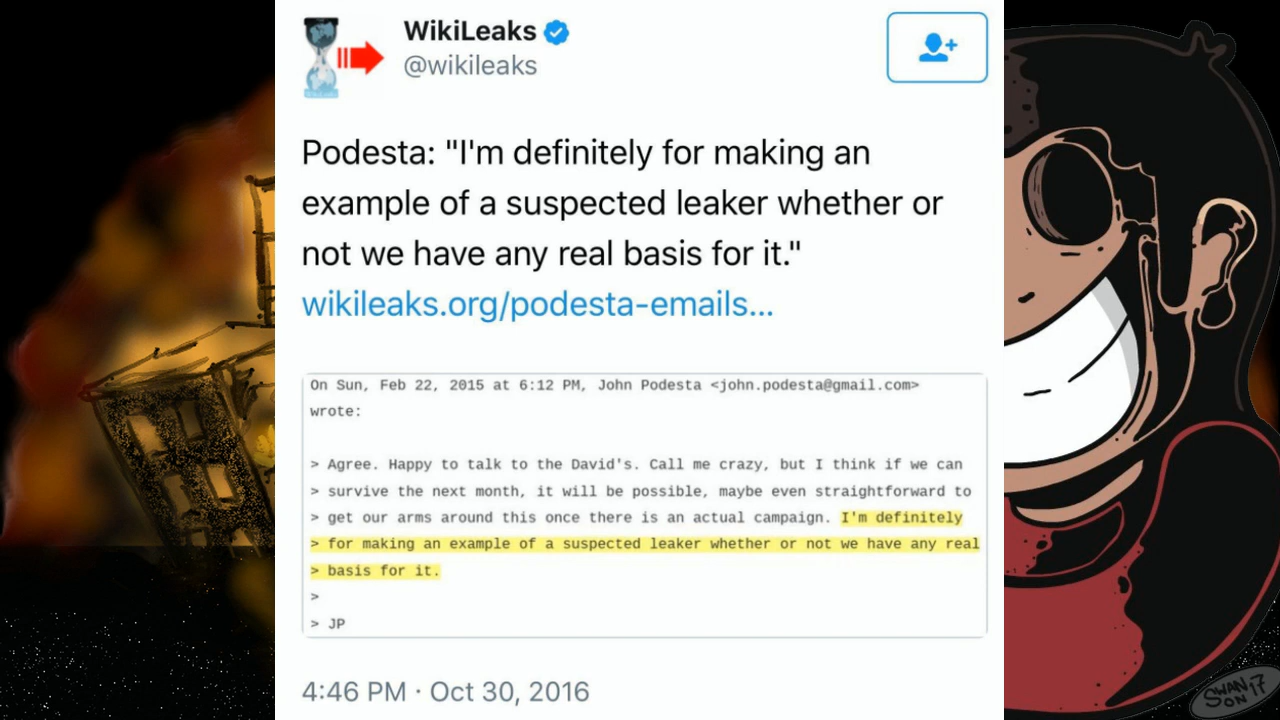 WikiLeaks
@wikileaks
Podesta: "I'm definitely for making an
example of a suspected leaker whether or
not we have any real basis for it."
wikileaks.org/podesta-emails...
On Sun, Feb 22, 2015 at 6:12 PM, John Podesta <john.podesta@gmail.com>
wrote:
> Agree. Happy to talk to the David's. Call me crazy, but I think if we can
> survive the next month, it will be possible, maybe even straightforward to
> get our arms around this once there is an actual campaign. I'm definitely
> for making an example of a suspected leaker whether or not we have any real
> basis for it.
>
> JP
4:46 PM · Oct 30, 2016
SWAN
SON 17